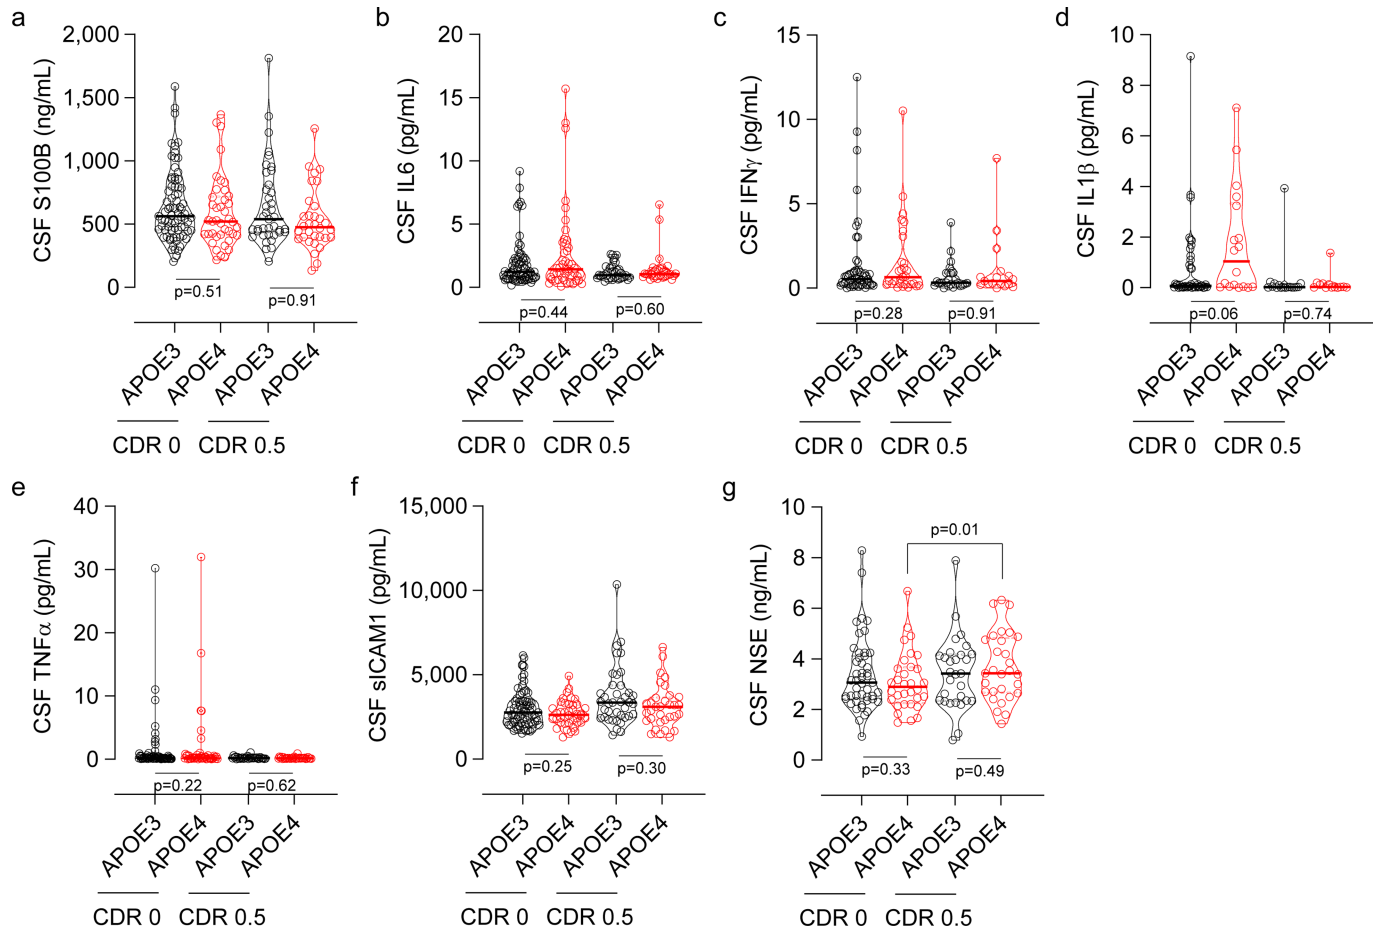 a
CSF S100B (ng/mL)
2,000
1,500
1,000
500
0
p=0.51
p=0.91
APOE3
APOE4
APOE3
APOE4
CDR 0
CDR 0.5
b
CSF IL6 (pg/mL)
20
15
10
5
0
p=0.44
p=0.60
APOE3
APOE4
APOE3
APOE4
CDR 0
CDR 0.5
c
CSF IFNγ (pg/mL)
15
10
5
0
p=0.28
p=0.91
APOE3
APOE4
APOE3
APOE4
CDR 0
CDR 0.5
d
CSF IL1β (pg/mL)
10
8
6
4
2
0
p=0.06
p=0.74
APOE3
APOE4
APOE3
APOE4
CDR 0
CDR 0.5
e
CSF TNFα (pg/mL)
40
30
20
10
0
p=0.22
p=0.62
APOE3
APOE4
APOE3
APOE4
CDR 0
CDR 0.5
f
CSF sICAM1 (pg/mL)
15,000
10,000
5,000
0
p=0.25
p=0.30
APOE3
APOE4
APOE3
APOE4
CDR 0
CDR 0.5
g
CSF NSE (ng/mL)
10
8
6
4
2
0
p=0.01
p=0.33
p=0.49
APOE3
APOE4
APOE3
APOE4
CDR 0
CDR 0.5